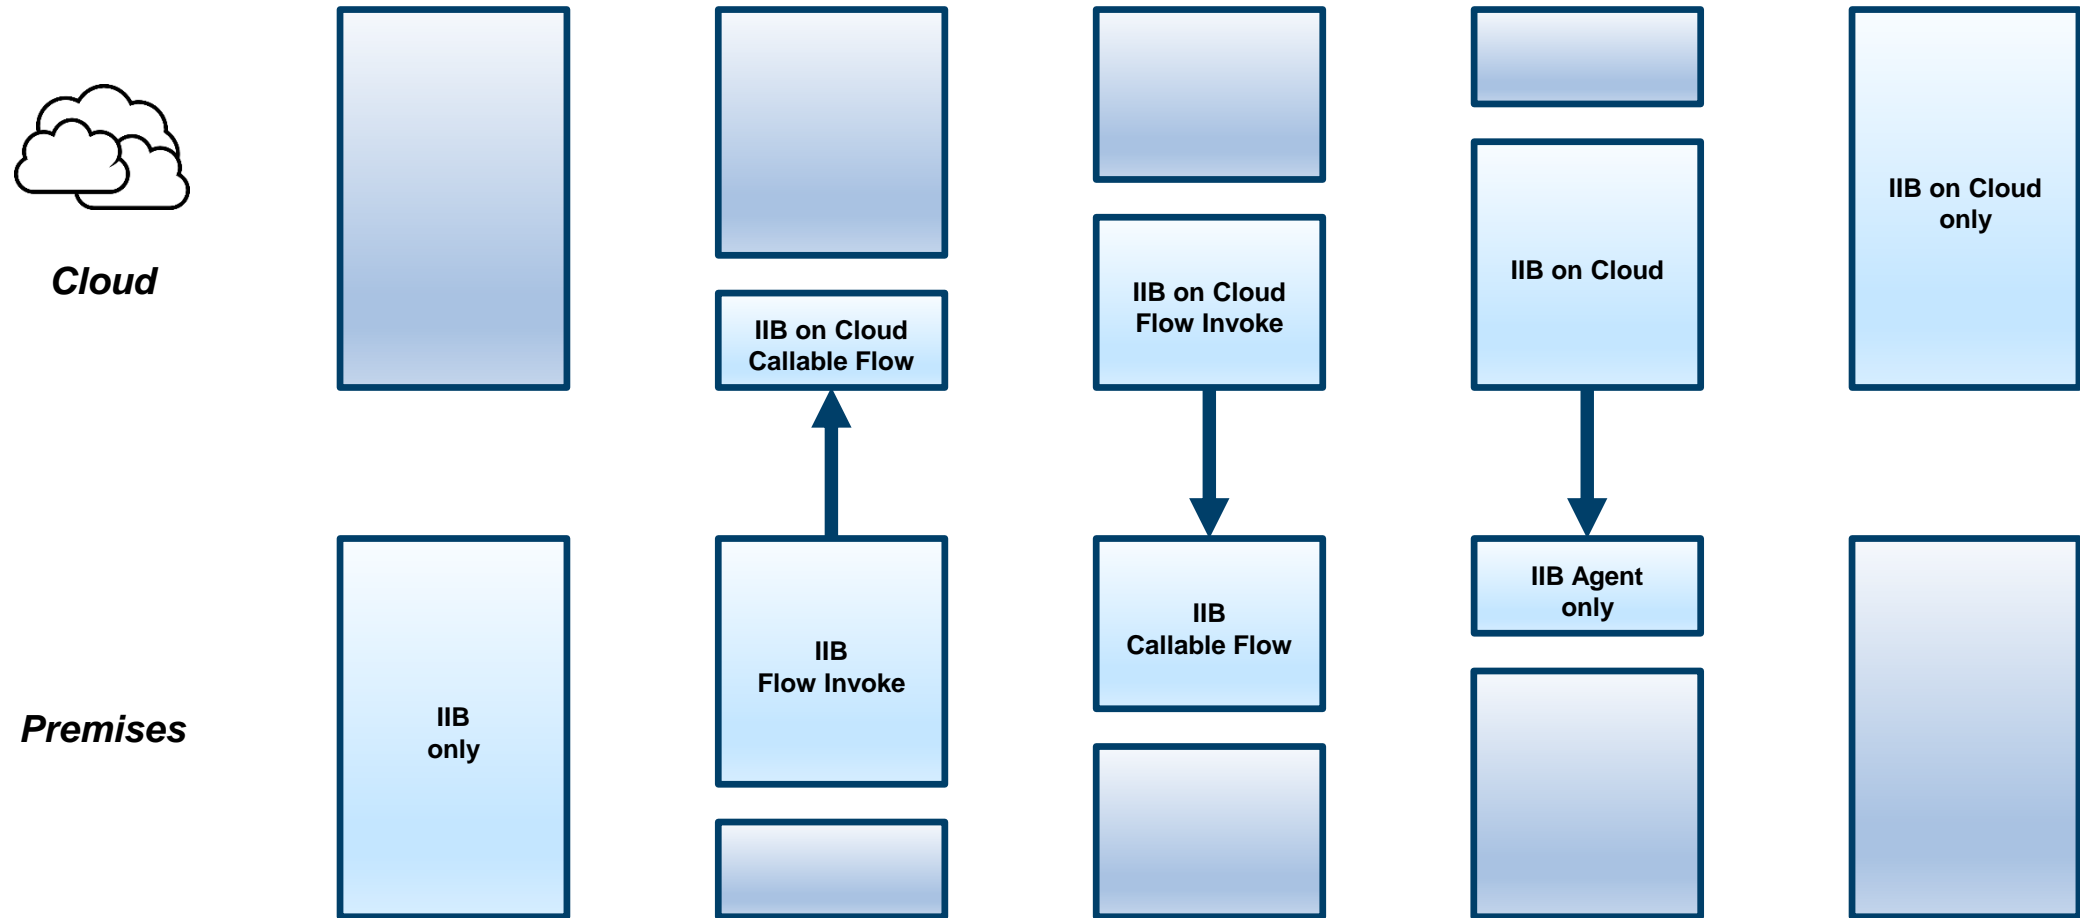 Cloud
IIB on Cloud
Callable Flow
IIB on Cloud
Flow Invoke
IIB on Cloud
IIB on Cloud
only
Premises
IIB
only
IIB
Flow Invoke
IIB
Callable Flow
IIB Agent
only